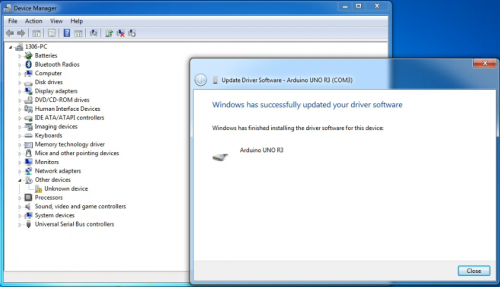 Device Manager
File Action View Help
1306-PC
Batteries
Bluetooth Radios
Computer
Disk drives
Display adapters
DVD/CD-ROM drives
Human Interface Devices
IDE ATA/ATAPI controllers
Imaging devices
Keyboards
Memory technology driver
Mice and other pointing devices
Monitors
Network adapters
Other devices
Unknown device
Processors
Sound, video and game controllers
System devices
Universal Serial Bus controllers
Update Driver Software - Arduino UNO R3 (COM3)
Windows has successfully updated your driver software
Windows has finished installing the driver software for this device:
Arduino UNO R3
Close